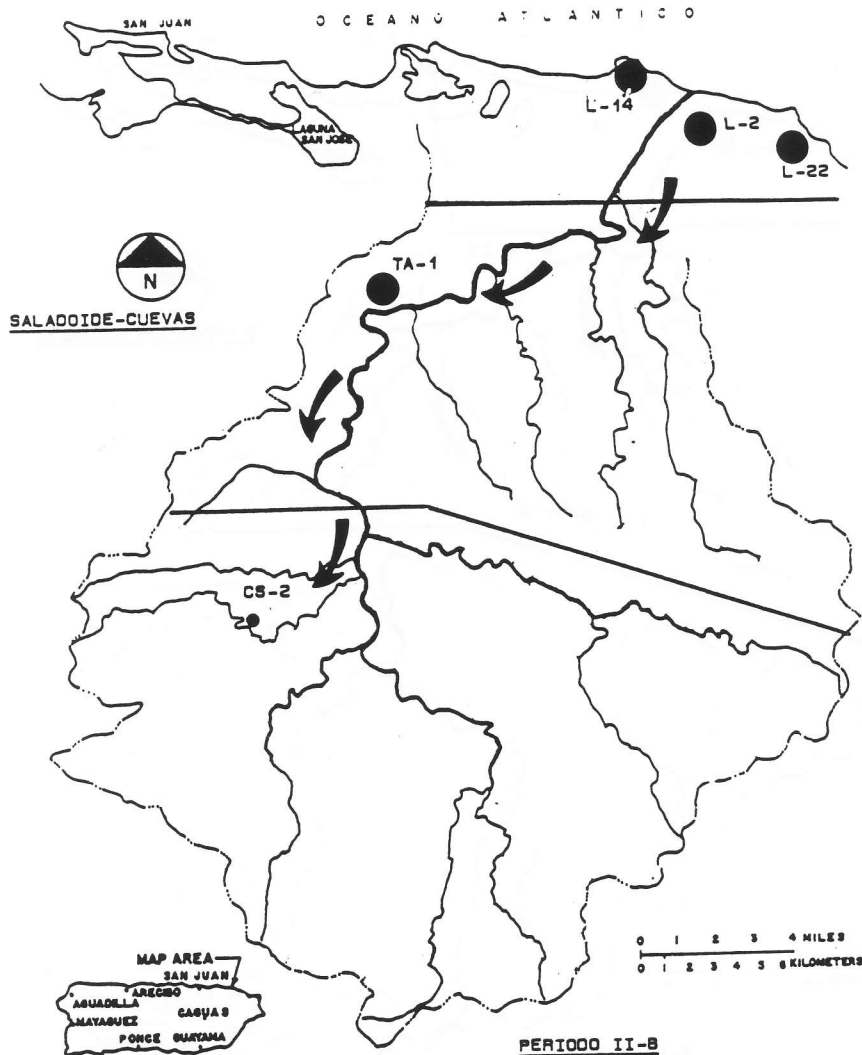 OCEANO ATLANTICO
SAN JUAN
L-14
L-2
LAGUNA
SAN JOSE
L-22
TA-1
N
SALADOIDE-CUEVAS
CS-2
0 1 2 3 4 MILES
0 1 2 3 4 5 6 KILOMETERS
MAP AREA
SAN JUAN
ARECIBO
AGUADILLA
CAGUAS
MAYAGUEZ
PONCE GUAYAMA
PERIODO II-B